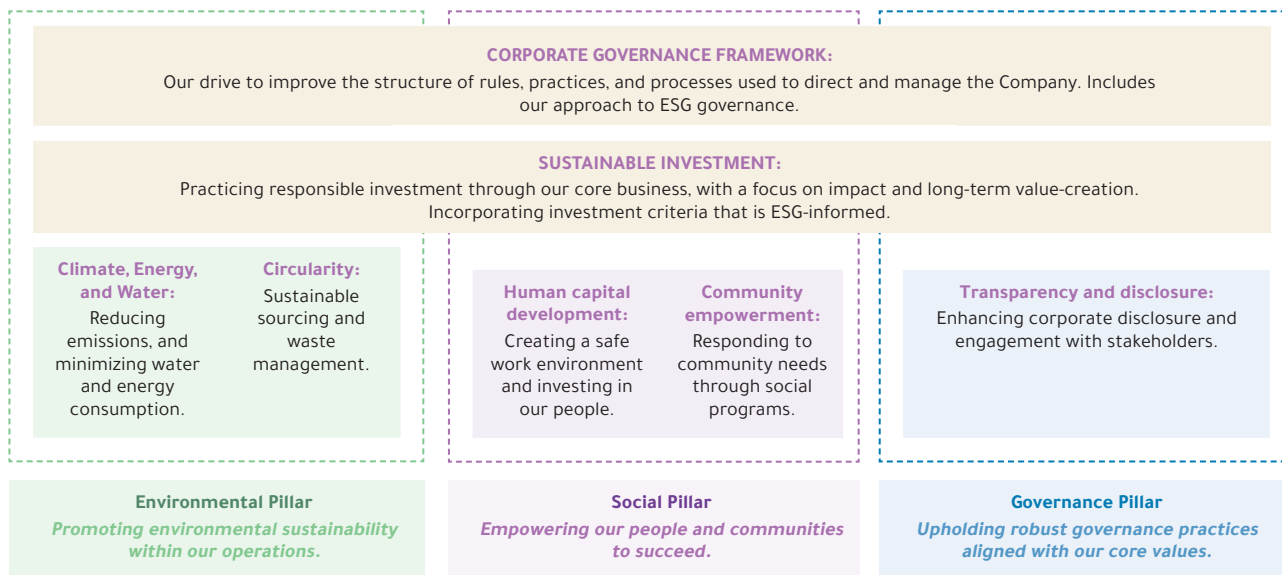 CORPORATE GOVERNANCE FRAMEWORK:
Our drive to improve the structure of rules, practices, and processes used to direct and manage the Company. Includes
our approach to ESG governance.
SUSTAINABLE INVESTMENT:
Practicing responsible investment through our core business, with a focus on impact and long-term value-creation.
Incorporating investment criteria that is ESG-informed.
Climate, Energy,
and Water:
Reducing
emissions, and
minimizing water
and energy
consumption.
Circularity:
Sustainable
sourcing and
waste
management.
Human capital
development:
Creating a safe
work environment
and investing in
our people.
Community
empowerment:
Responding to
community needs
through social
programs.
Transparency and disclosure:
Enhancing corporate disclosure and
engagement with stakeholders.
Environmental Pillar
Promoting environmental sustainability
within our operations.
Social Pillar
Empowering our people and communities
to succeed.
Governance Pillar
Upholding robust governance practices
aligned with our core values.